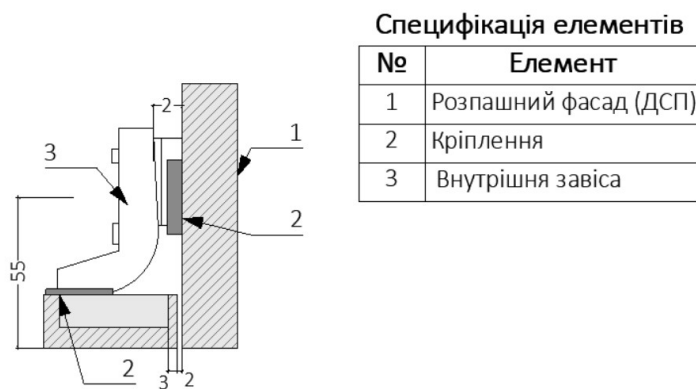 Специфікація елементів
№ Елемент
1 Розпашний фасад (ДСП)
2 Кріплення
3 Внутрішня завіса
2
1
3
2
55
2
3 2